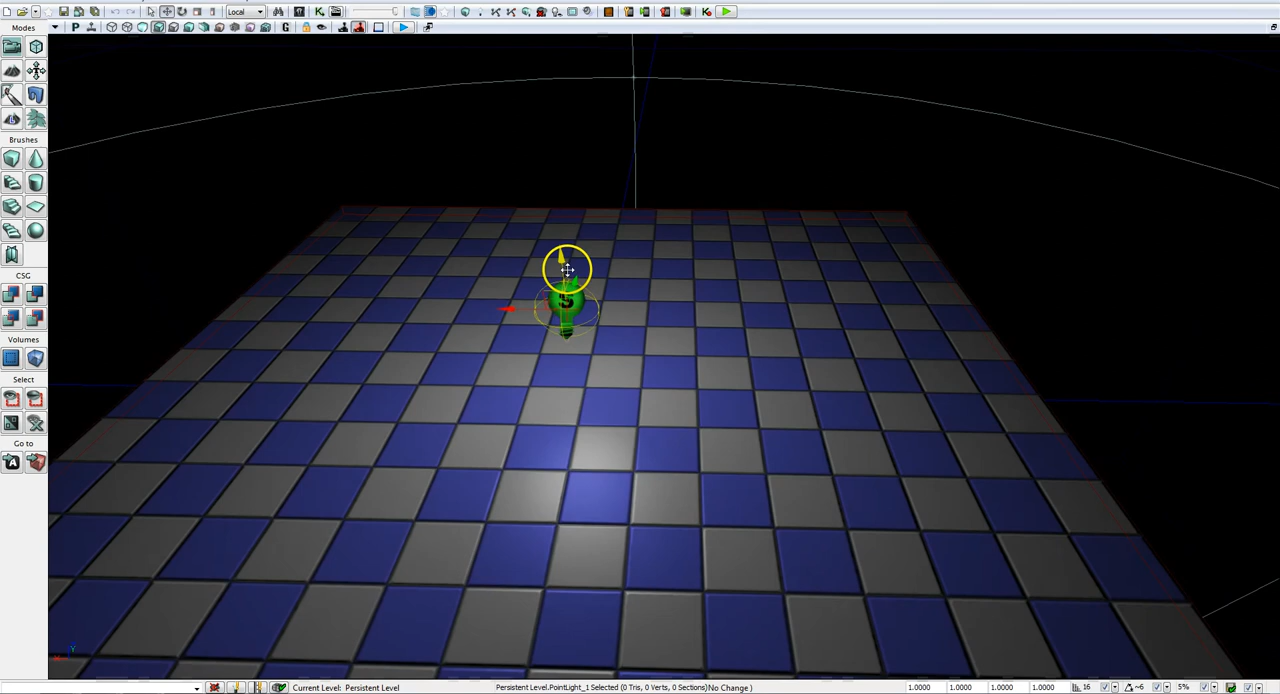 Local
Modes
P
G
Brushes
CSG
Volumes
Select
Go to
S
Y
X
Current Level: Persistent Level
Persistent Level.PointLight_1 Selected (0 Tris, 0 Verts, 0 Sections)
No Change )
1.0000
1.0000
1.0000
1.0000
16
~6
5%